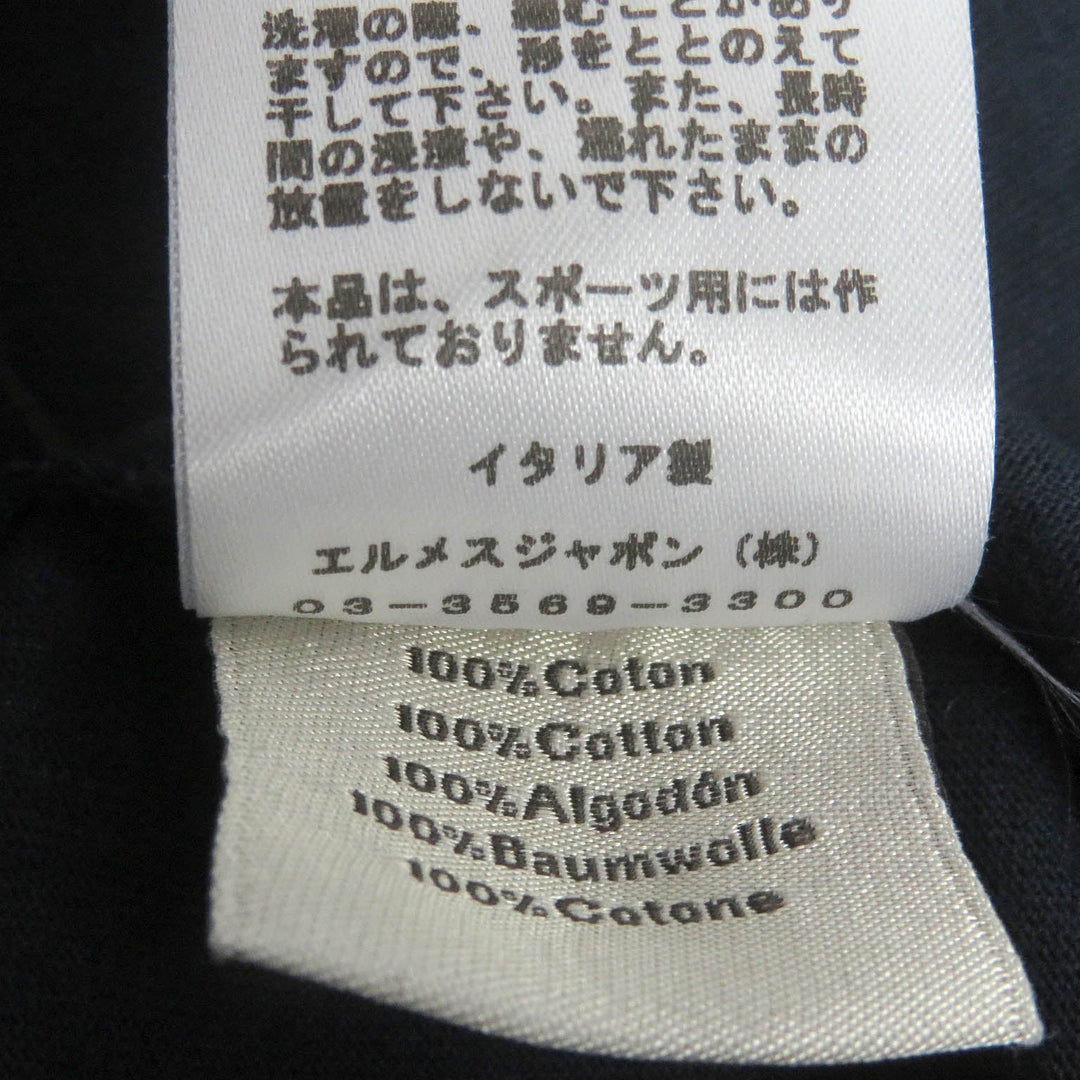 洗濯の際、縮むことがあり
ますので、形をととのえて
干して下さい。また、長時
間の浸漬や、濡れたままの
放置をしないで下さい。
本品は、スポーツ用には作
られておりません。
イタリア製
エルメスジャポン（株）
03-3569-3300
100%Coton
100%Cotton
100%Algodón
100%Baumwolle
100%Cotone